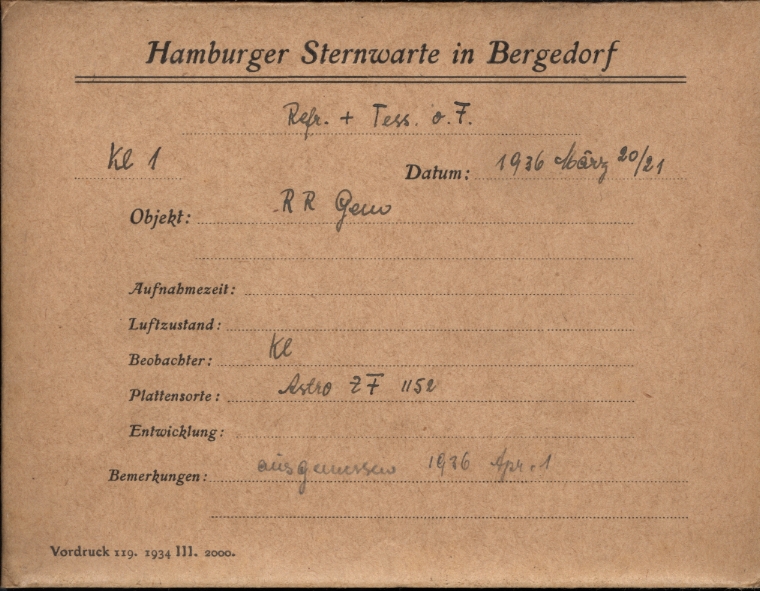 Hamburger Sternwarte in Bergedorf
Refr. + Tess. o. F.
Kl 1
Datum: 1936 März 20/21
Objekt: RR Gem
Aufnahmezeit:
Luftzustand:
Beobachter: Kl
Plattensorte: Astro ZF 1152
Entwicklung:
Bemerkungen: ausgemessen 1936 Apr. 1
Vordruck 119. 1934 III. 2000.